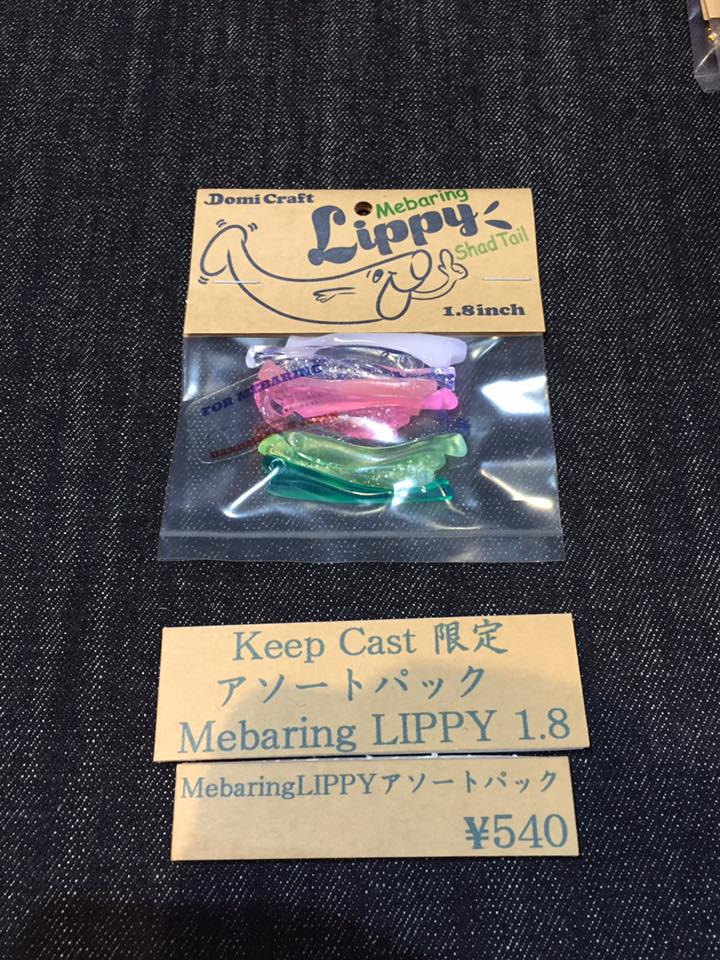 Domi Craft
Mebaring
Lippy
Shad Tail
1.8inch
FOR MEBARING
Keep Cast 限定
アソートパック
Mebaring LIPPY 1.8
MebaringLIPPYアソートパック
¥540